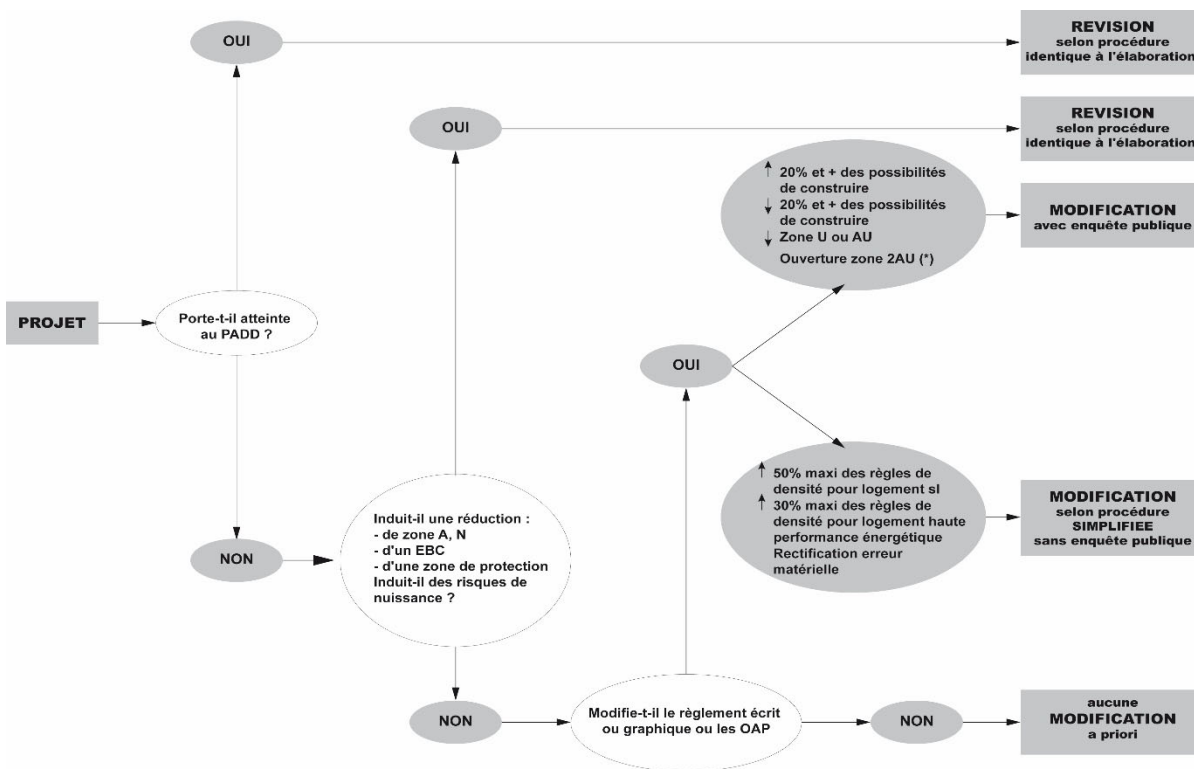 OUI
REVISION
selon procédure
identique à l'élaboration
OUI
REVISION
selon procédure
identique à l'élaboration
↑ 20% et + des possibilités
de construire
↓ 20% et + des possibilités
de construire
↓ Zone U ou AU
Ouverture zone 2AU (*)
MODIFICATION
avec enquête publique
PROJET
Porte-t-il atteinte
au PADD ?
OUI
↑ 50% maxi des règles de
densité pour logement sl
↑ 30% maxi des règles de
densité pour logement haute
performance énergétique
Rectification erreur
matérielle
MODIFICATION
selon procédure
SIMPLIFIEE
sans enquête publique
NON
Induit-il une réduction :
- de zone A, N
- d'un EBC
- d'une zone de protection
Induit-il des risques de
nuissance ?
NON
Modifie-t-il le règlement écrit
ou graphique ou les OAP
NON
aucune
MODIFICATION
a priori